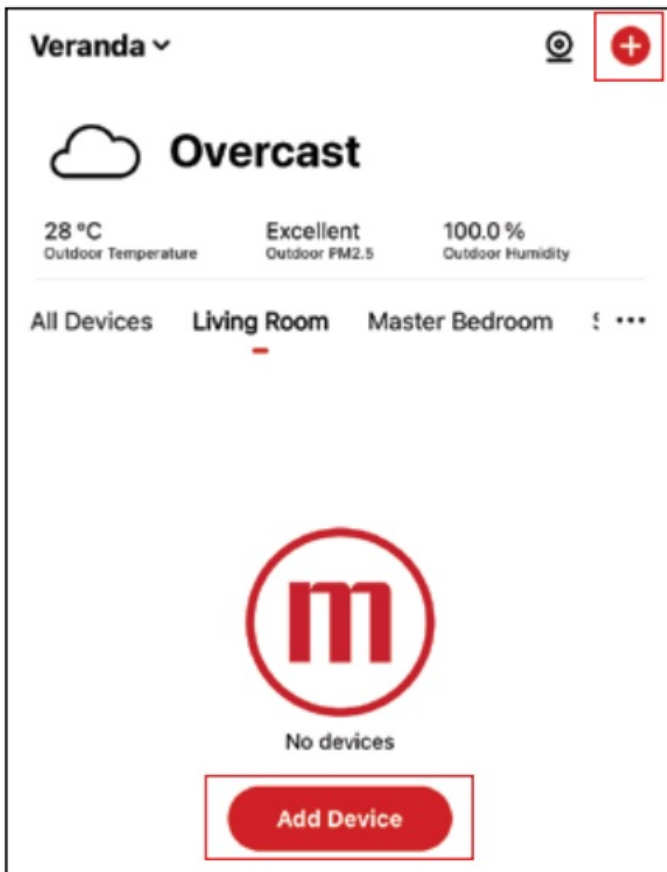 Veranda
Overcast
28 °C Excellent 100.0 %
Outdoor Temperature Outdoor PM2.5 Outdoor Humidity
All Devices Living Room Master Bedroom ...
m
No devices
Add Device